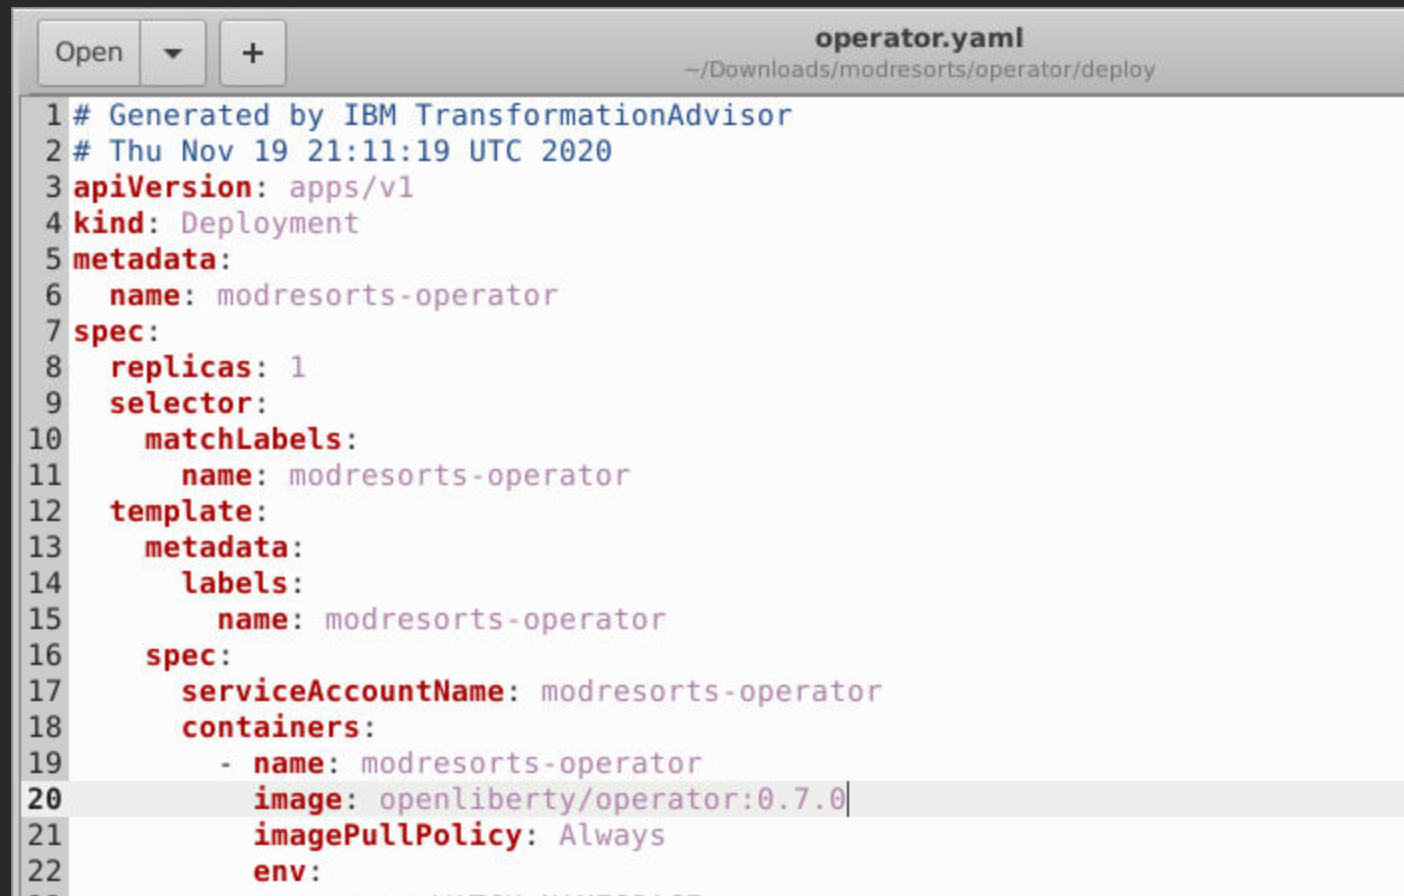 Open
+
operator.yaml
~/Downloads/modresorts/operator/deploy
1 # Generated by IBM TransformationAdvisor
2 # Thu Nov 19 21:11:19 UTC 2020
3 apiVersion: apps/v1
4 kind: Deployment
5 metadata:
6   name: modresorts-operator
7 spec:
8   replicas: 1
9   selector:
10     matchLabels:
11       name: modresorts-operator
12   template:
13     metadata:
14       labels:
15         name: modresorts-operator
16     spec:
17       serviceAccountName: modresorts-operator
18       containers:
19         - name: modresorts-operator
20           image: openliberty/operator:0.7.0
21           imagePullPolicy: Always
22           env: